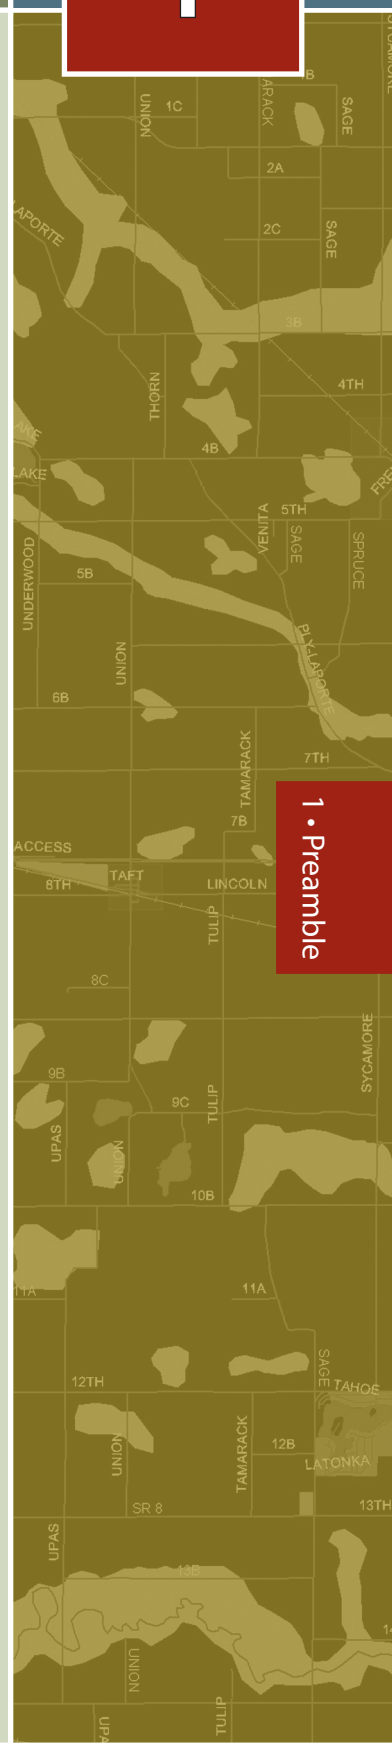 1B
UNION
1C
SAGE
SYCAMORE
2A
LAPORTE
2C
SAGE
3B
THORN
4TH
4B
LAKE
5TH
VENITA
SAGE
SPRUCE
UNDERWOOD
5B
UNION
PLY-LAPORTE
6B
TAMARACK
7TH
7B
1 • Preamble
ACCESS
TAFT
8TH
LINCOLN
TULIP
8C
SYCAMORE
9B
9C
TULIP
UPAS
UNION
10B
11A
11A
SAGE
12TH
TAHOE
UNION
TAMARACK
12B
LATONKA
SR 8
13TH
UPAS
13B
UNION
TULIP